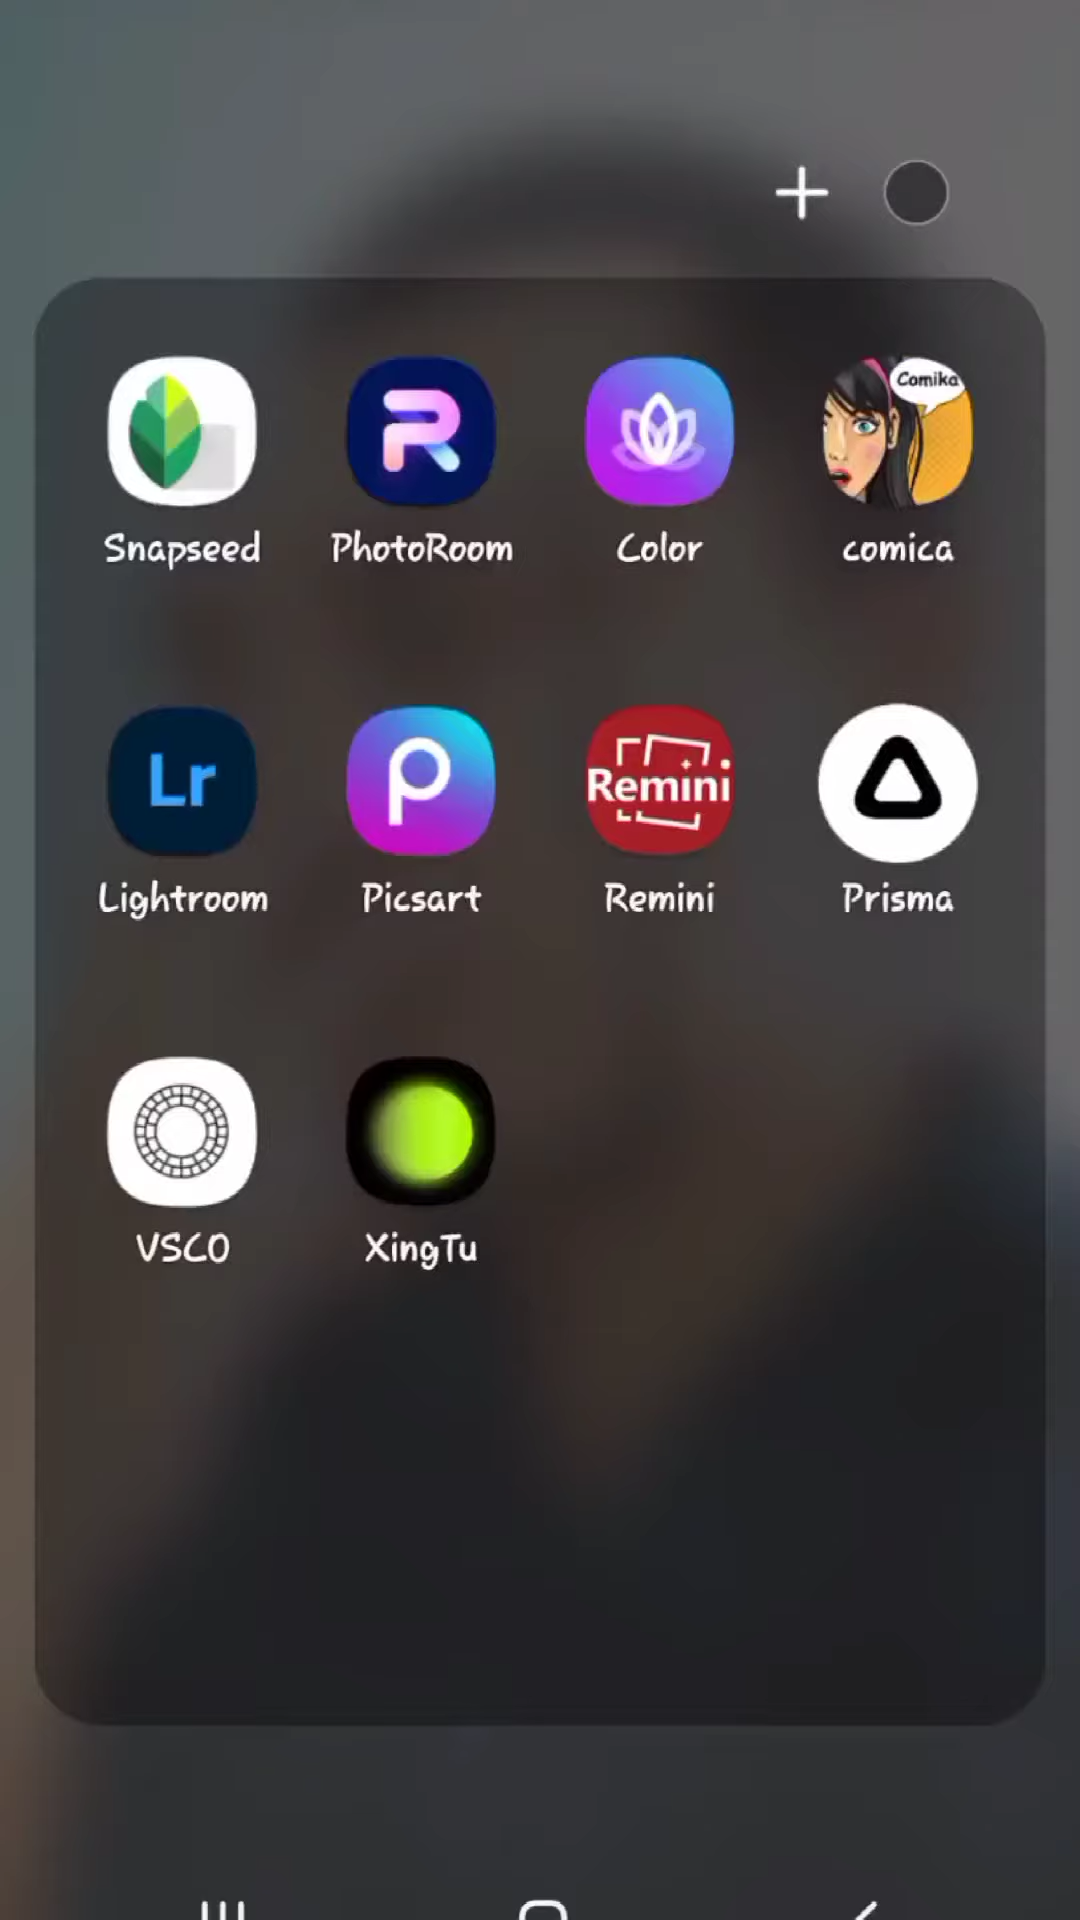 Comika
Snapseed PhotoRoom Color comica
Lr Remini
Lightroom Picsart Remini Prisma
VSCO XingTu